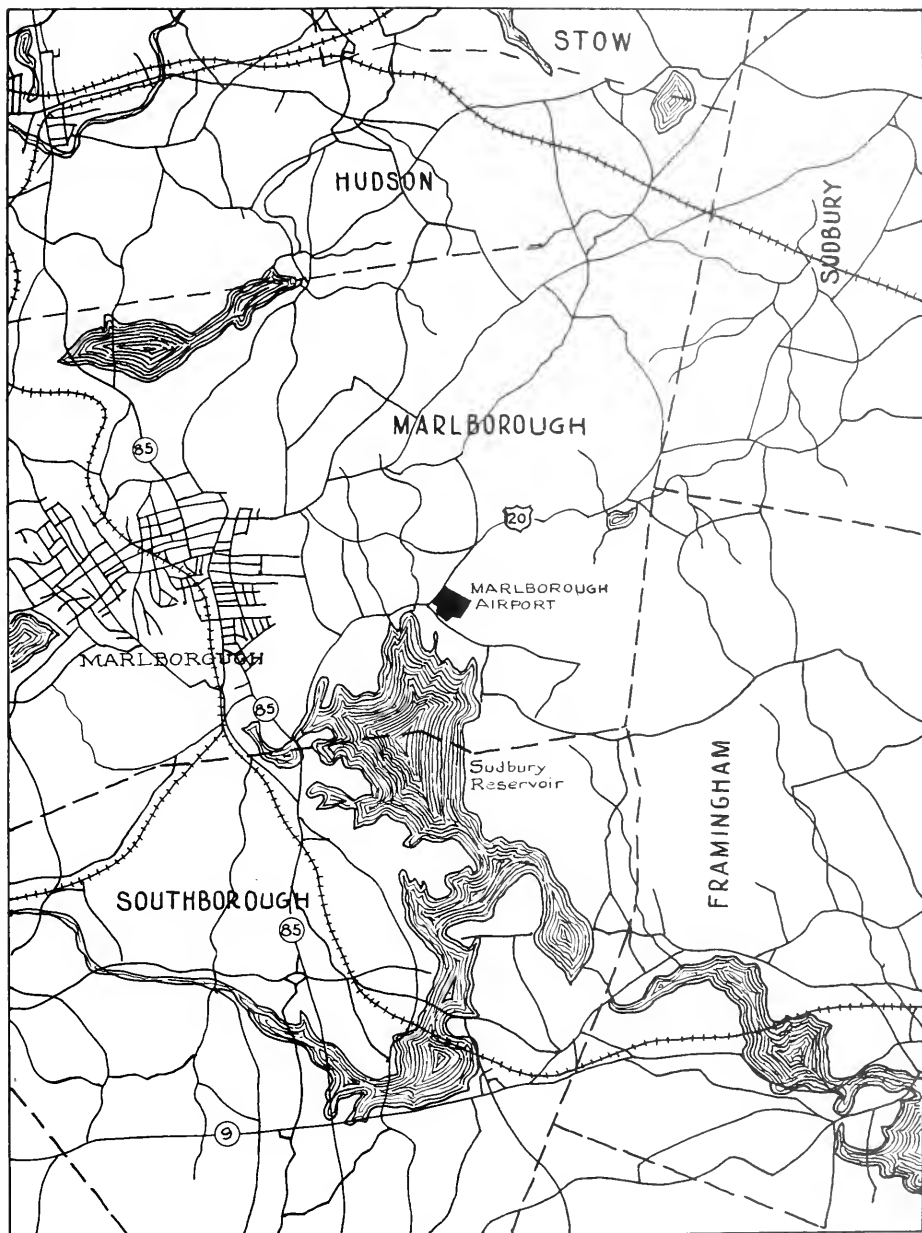 STOW
HUDSON
SUDBURY
MARLBOROUGH
85
20
MARLBOROUGH
AIRPORT
MARLBOROUGH
85
Sudbury
Reservoir
FRAMINGHAM
SOUTHBOROUGH
85
9